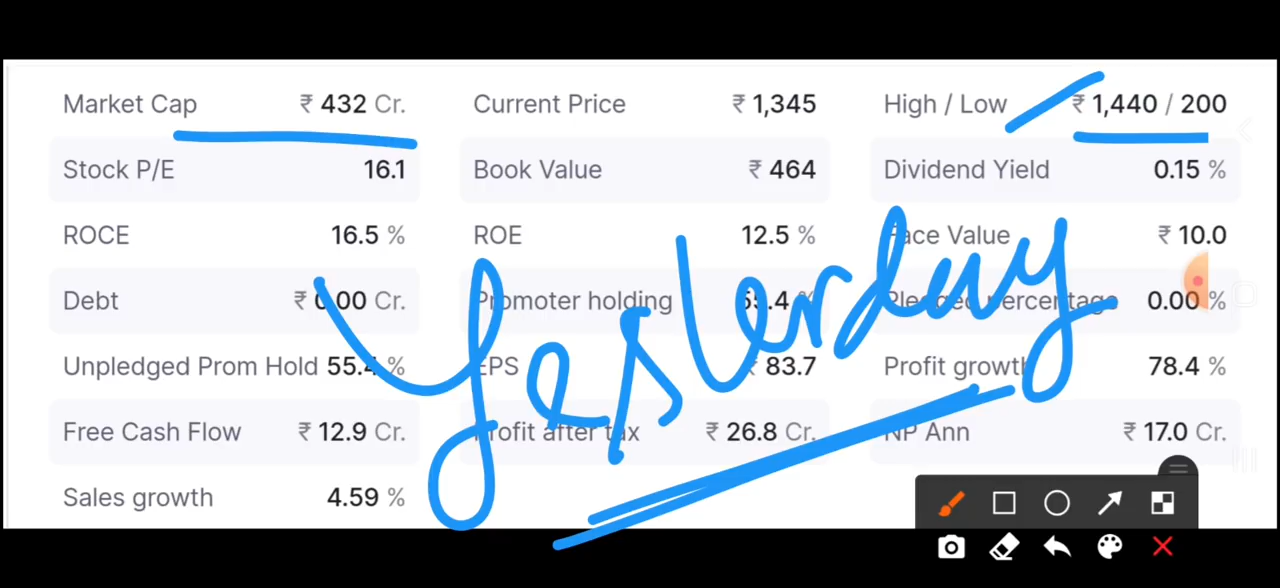 Market Cap ₹ 432 Cr. Current Price ₹ 1,345 High / Low ₹ 1,440 / 200
Stock P/E 16.1 Book Value ₹ 464 Dividend Yield 0.15 %
ROCE 16.5 % ROE 12.5 % Face Value ₹ 10.0
Debt ₹ 0.00 Cr. Promoter holding 55.4 % Pledged percentage 0.00 %
Unpledged Prom Hold 55.4 % EPS ₹ 83.7 Profit growth 78.4 %
Free Cash Flow ₹ 12.9 Cr. Profit after tax ₹ 26.8 Cr. NP Ann ₹ 17.0 Cr.
Sales growth 4.59 %
Yesterday